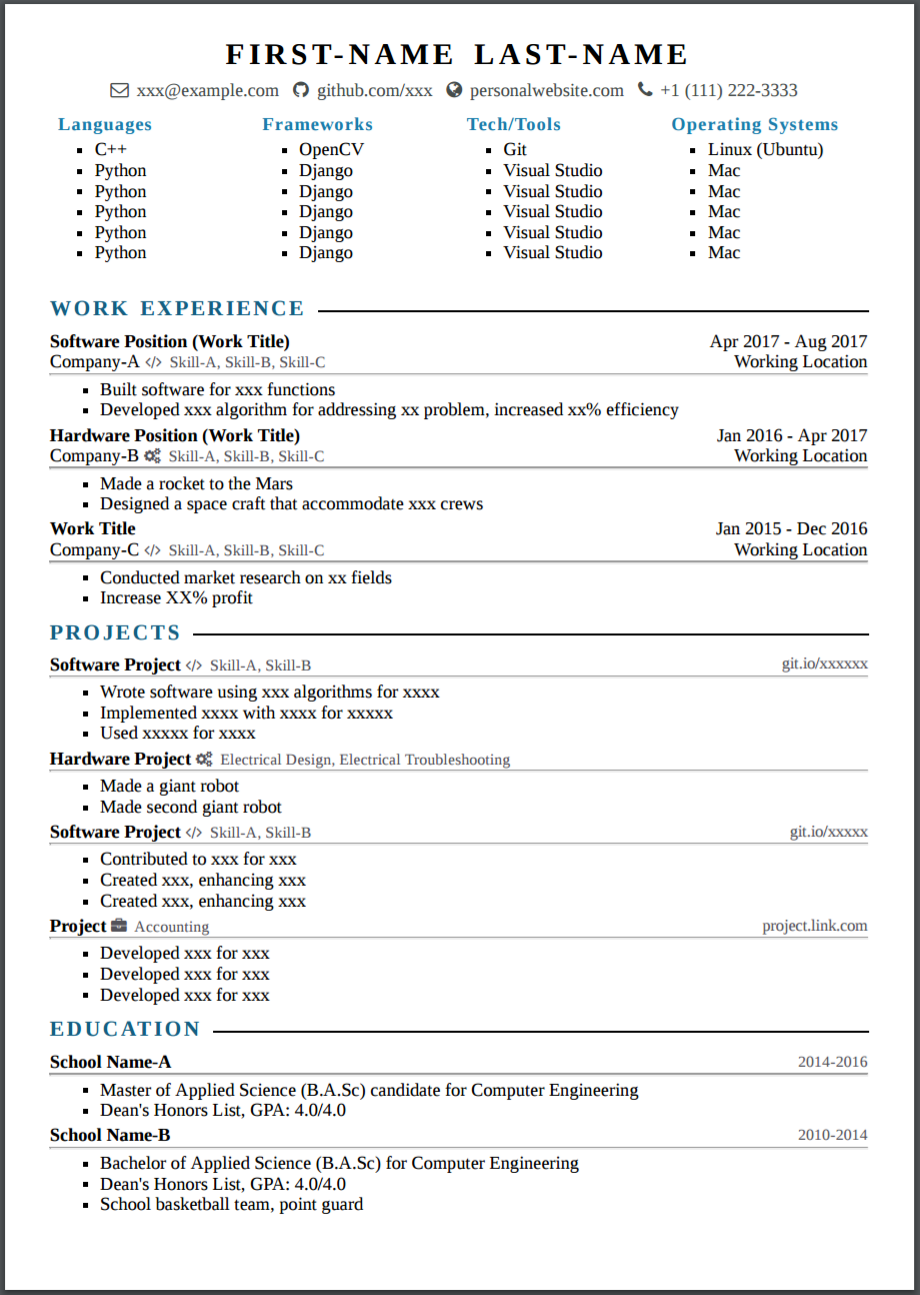 FIRST-NAME LAST-NAME
xxx@example.com github.com/xxx personalwebsite.com +1 (111) 222-3333
Languages Frameworks Tech/Tools Operating Systems
C++ OpenCV Git Linux (Ubuntu)
Python Django Visual Studio Mac
Python Django Visual Studio Mac
Python Django Visual Studio Mac
Python Django Visual Studio Mac
Python Django Visual Studio Mac
WORK EXPERIENCE
Software Position (Work Title) Apr 2017 - Aug 2017
Company-A </> Skill-A, Skill-B, Skill-C Working Location
Built software for xxx functions
Developed xxx algorithm for addressing xx problem, increased xx% efficiency
Hardware Position (Work Title) Jan 2016 - Apr 2017
Company-B Skill-A, Skill-B, Skill-C Working Location
Made a rocket to the Mars
Designed a space craft that accommodate xxx crews
Work Title Jan 2015 - Dec 2016
Company-C </> Skill-A, Skill-B, Skill-C Working Location
Conducted market research on xx fields
Increase XX% profit
PROJECTS
Software Project </> Skill-A, Skill-B git.io/xxxxxx
Wrote software using xxx algorithms for xxxx
Implemented xxxx with xxxx for xxxxx
Used xxxxx for xxxx
Hardware Project Electrical Design, Electrical Troubleshooting
Made a giant robot
Made second giant robot
Software Project </> Skill-A, Skill-B git.io/xxxxx
Contributed to xxx for xxx
Created xxx, enhancing xxx
Created xxx, enhancing xxx
Project Accounting project.link.com
Developed xxx for xxx
Developed xxx for xxx
Developed xxx for xxx
EDUCATION
School Name-A 2014-2016
Master of Applied Science (B.A.Sc) candidate for Computer Engineering
Dean's Honors List, GPA: 4.0/4.0
School Name-B 2010-2014
Bachelor of Applied Science (B.A.Sc) for Computer Engineering
Dean's Honors List, GPA: 4.0/4.0
School basketball team, point guard